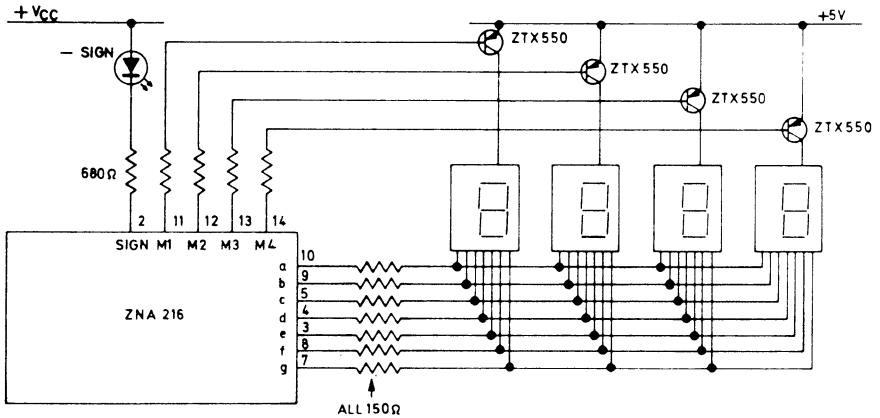 + VCC
+5V
ZTX550
— SIGN
ZTX550
ZTX550
ZTX550
680Ω
2 11 12 13 14
SIGN M1 M2 M3 M4
ZNA 216
a 10
b 9
c 5
d 4
e 3
f 8
g 7
ALL 150Ω